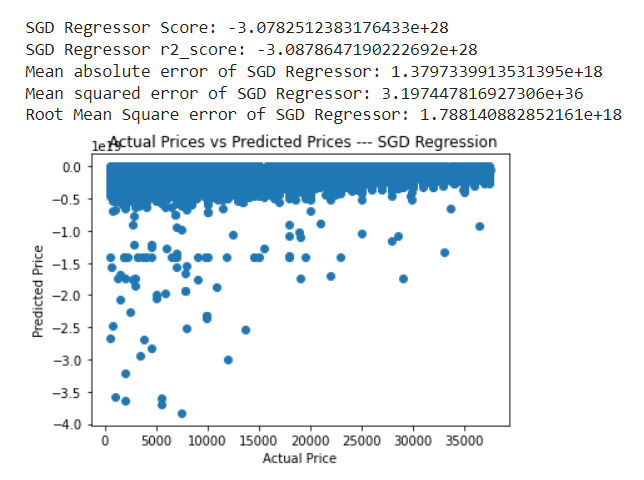 SGD Regressor Score: -3.0782512383176433e+28
SGD Regressor r2_score: -3.0878647190222692e+28
Mean absolute error of SGD Regressor: 1.3797339913531395e+18
Mean squared error of SGD Regressor: 3.197447816927306e+36
Root Mean Square error of SGD Regressor: 1.788140882852161e+18
Actual Prices vs Predicted Prices --- SGD Regression
1e19
0.0
−0.5
−1.0
−1.5
−2.0
−2.5
−3.0
−3.5
−4.0
Predicted Price
0 5000 10000 15000 20000 25000 30000 35000
Actual Price